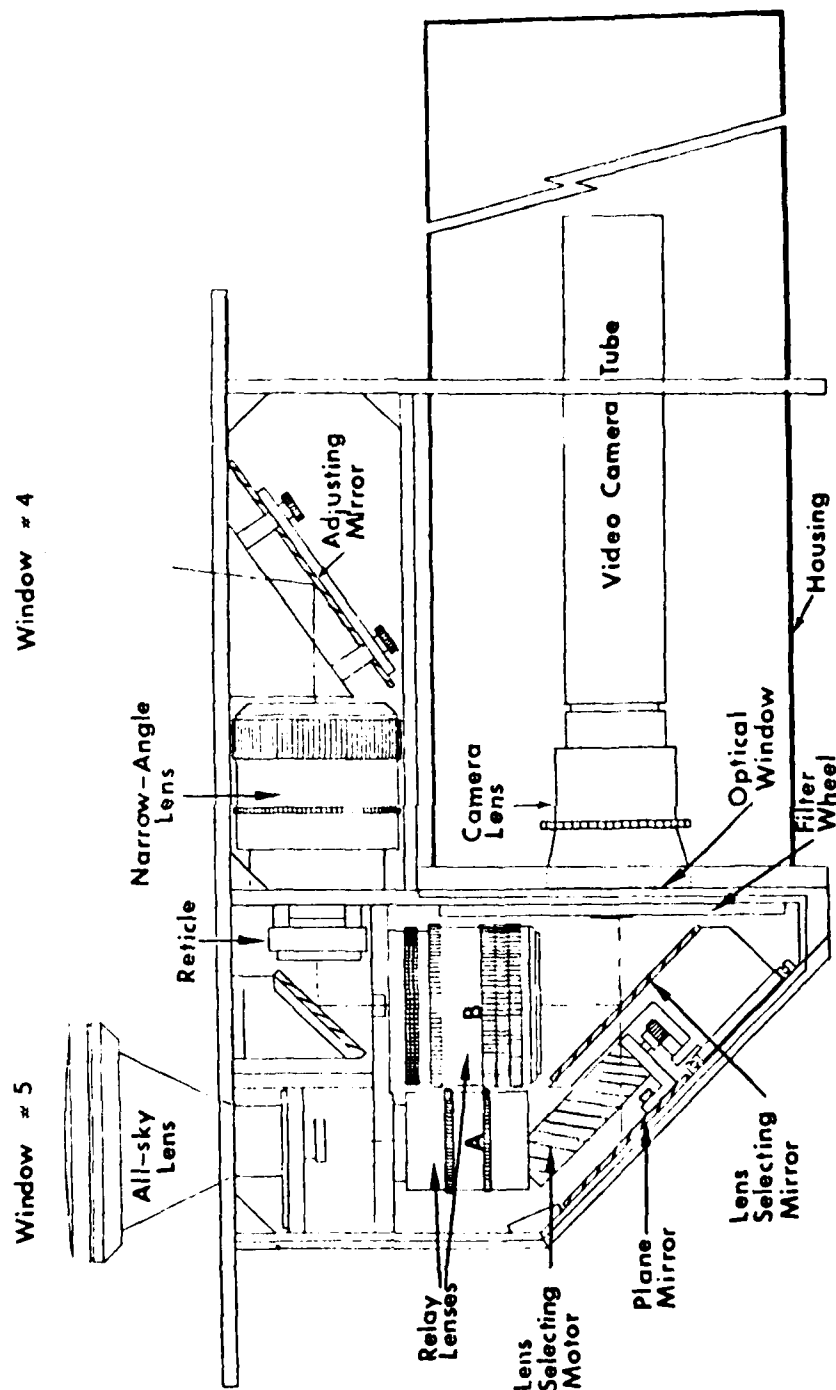 Window #5
Window #4
All-sky
Lens
Narrow-Angle
Lens
Reticle
Adjusting
Mirror
Relay
Lenses
A
B
Camera
Lens
Video Camera Tube
Lens
Selecting
Motor
Plane
Mirror
Lens
Selecting
Mirror
Filter
Wheel
Optical
Window
Housing